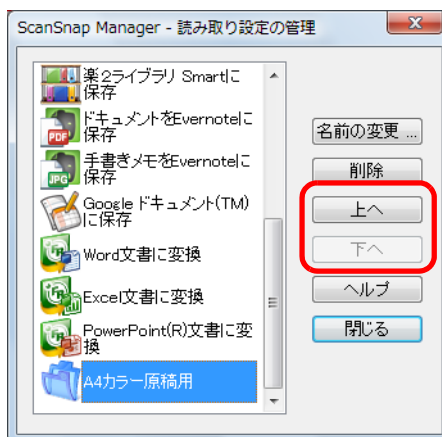 ScanSnap Manager - 読み取り設定の管理
楽2ライブラリ Smartに
保存
ドキュメントをEvernoteに
保存
PDF
手書きメモをEvernoteに
保存
JPG
Google ドキュメント(TM)
に保存
Word文書に変換
Excel文書に変換
PowerPoint(R)文書に変
換
A4カラー原稿用
名前の変更 ...
削除
上へ
下へ
ヘルプ
閉じる